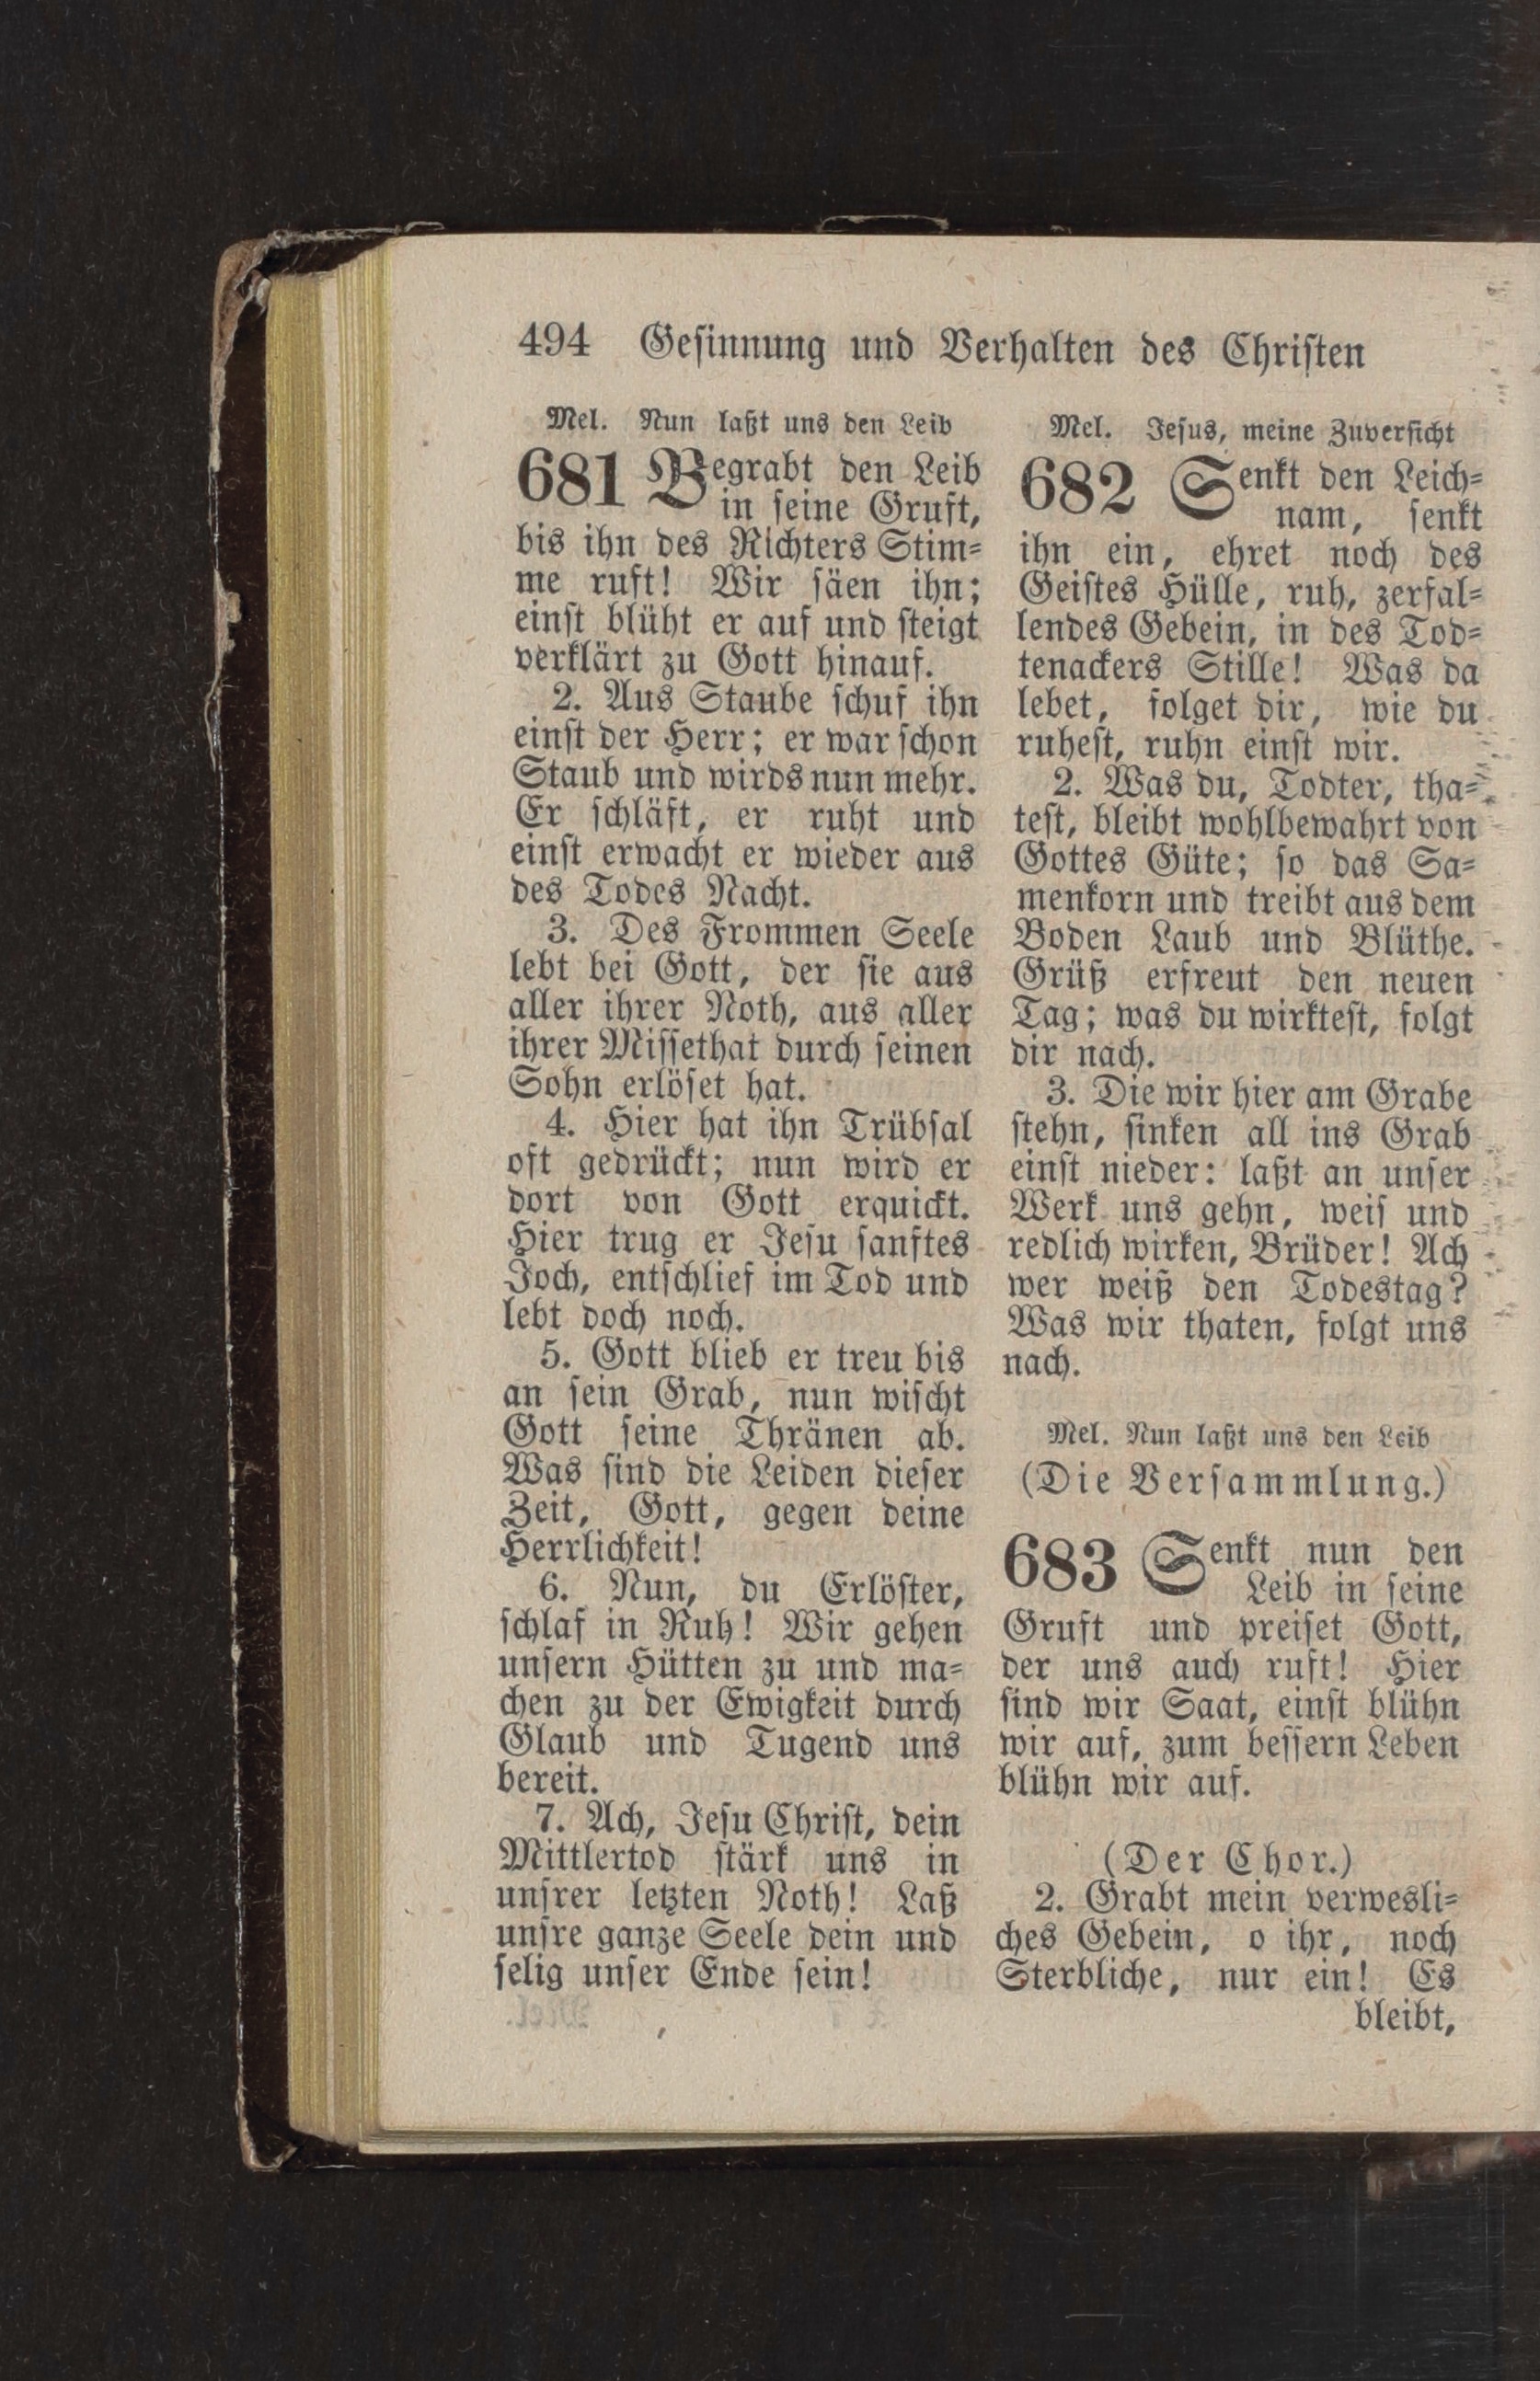 494 Gesinnung und Verhalten des Christen
Mel. Nun laßt uns den Leib
681 Begrabt den Leib
in seine Gruft,
bis ihn des Richters Stim=
me ruft! Wir säen ihn;
einst blüht er auf und steigt
verklärt zu Gott hinauf.
2. Aus Staube schuf ihn
einst der Herr; er war schon
Staub und wirds nun mehr.
Er schläft, er ruht und
einst erwacht er wieder aus
des Todes Nacht.
3. Des Frommen Seele
lebt bei Gott, der sie aus
aller ihrer Noth, aus aller
ihrer Missethat durch seinen
Sohn erlöset hat.
4. Hier hat ihn Trübsal
oft gedrückt; nun wird er
dort von Gott erquickt.
Hier trug er Jesu sanftes
Joch, entschlief im Tod und
lebt doch noch.
5. Gott blieb er treu bis
an sein Grab, nun wischt
Gott seine Thränen ab.
Was sind die Leiden dieser
Zeit, Gott, gegen deine
Herrlichkeit!
6. Nun, du Erlöster,
schlaf in Ruh! Wir gehen
unsern Hütten zu und ma=
chen zu der Ewigkeit durch
Glaub und Tugend uns
bereit.
7. Ach, Jesu Christ, dein
Mittlertod stärk uns in
unsrer letzten Noth! Laß
unsre ganze Seele dein und
selig unser Ende sein!
Mel. Jesus, meine Zuversicht
682 Senkt den Leich=
nam, senkt
ihn ein, ehret noch des
Geistes Hülle, ruh, zerfal=
lendes Gebein, in des Tod=
tenackers Stille! Was da
lebet, folget dir, wie du
ruhest, ruhn einst wir.
2. Was du, Todter, tha=
test, bleibt wohlbewahrt von
Gottes Güte; so das Sa=
menkorn und treibt aus dem
Boden Laub und Blüthe.
Grüß erfreut den neuen
Tag; was du wirktest, folgt
dir nach.
3. Die wir hier am Grabe
stehn, sinken all ins Grab
einst nieder: laßt an unser
Werk uns gehn, weis und
redlich wirken, Brüder! Ach
wer weiß den Todestag?
Was wir thaten, folgt uns
nach.
Mel. Nun laßt uns den Leib
(Die Versammlung.)
683 Senkt nun den
Leib in seine
Gruft und preiset Gott,
der uns auch ruft! Hier
sind wir Saat, einst blühn
wir auf, zum bessern Leben
blühn wir auf.
(Der Chor.)
2. Grabt mein verwesli=
ches Gebein, o ihr, noch
Sterbliche, nur ein! Es
bleibt,